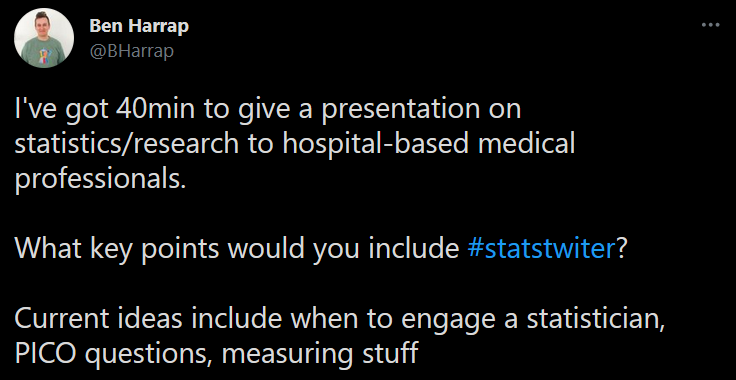 Ben Harrap
@BHarrap
I've got 40min to give a presentation on
statistics/research to hospital-based medical
professionals.
What key points would you include #statstwiter?
Current ideas include when to engage a statistician,
PICO questions, measuring stuff